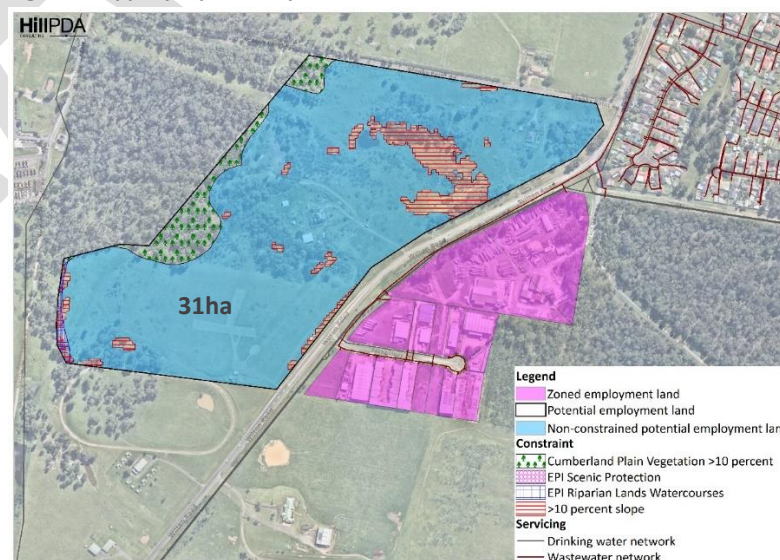 HillPDA
CONSULTING
31ha
Legend
Zoned employment land
Potential employment land
Non-constrained potential employment lan
Constraint
Cumberland Plain Vegetation >10 percent
EPI Scenic Protection
EPI Riparian Lands Watercourses
>10 percent slope
Servicing
Drinking water network
Wastewater network